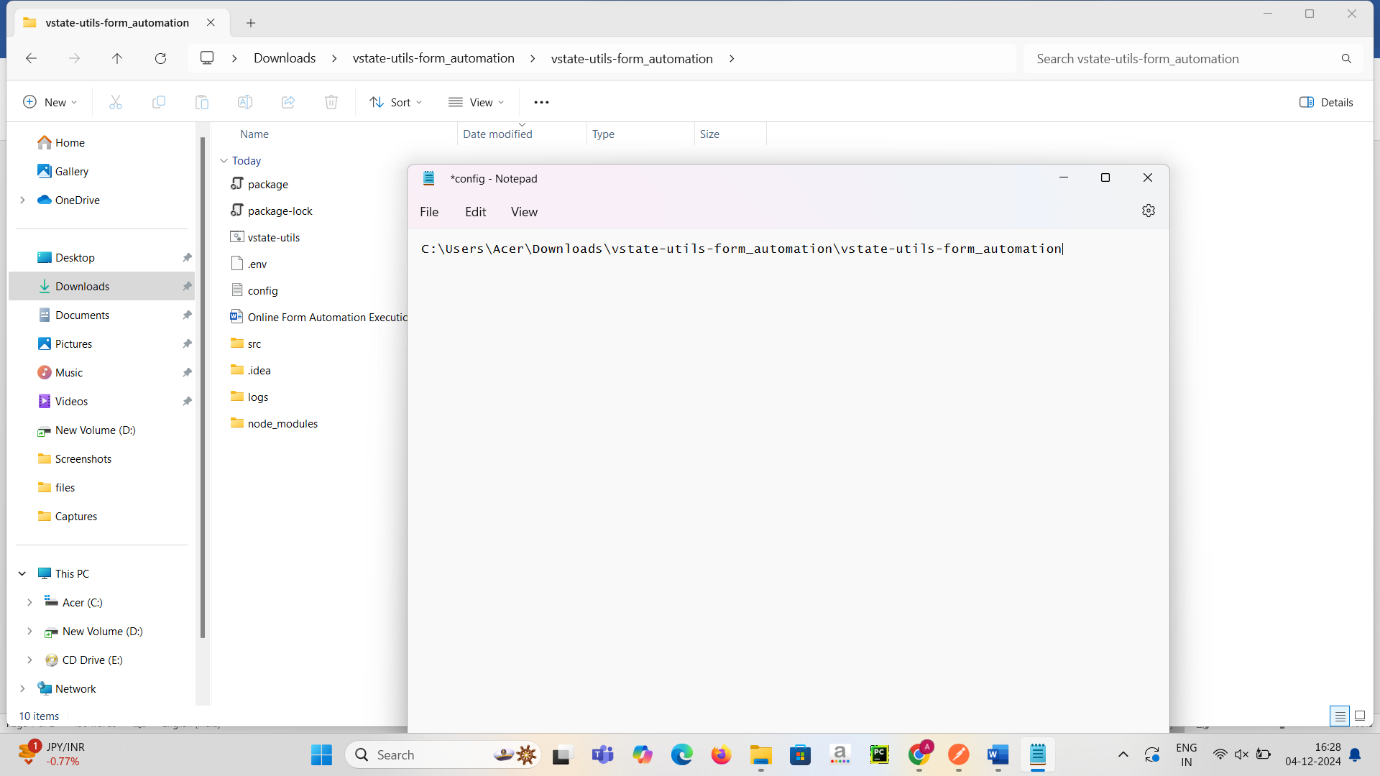 vstate-utils-form_automation
Downloads
vstate-utils-form_automation
vstate-utils-form_automation
Search vstate-utils-form_automation
New
Sort
View
Details
Home
Gallery
OneDrive
Desktop
Downloads
Documents
Pictures
Music
Videos
New Volume (D:)
Screenshots
files
Captures
This PC
Acer (C:)
New Volume (D:)
CD Drive (E:)
Network
Name
Date modified
Type
Size
Today
package
package-lock
vstate-utils
.env
config
Online Form Automation Executic
src
.idea
logs
node_modules
*config - Notepad
File
Edit
View
C:\Users\Acer\Downloads\vstate-utils-form_automation\vstate-utils-form_automation
10 items
1
JPY/INR
-0.77%
Search
PC
a
A
ENG
IN
16:28
04-12-2024